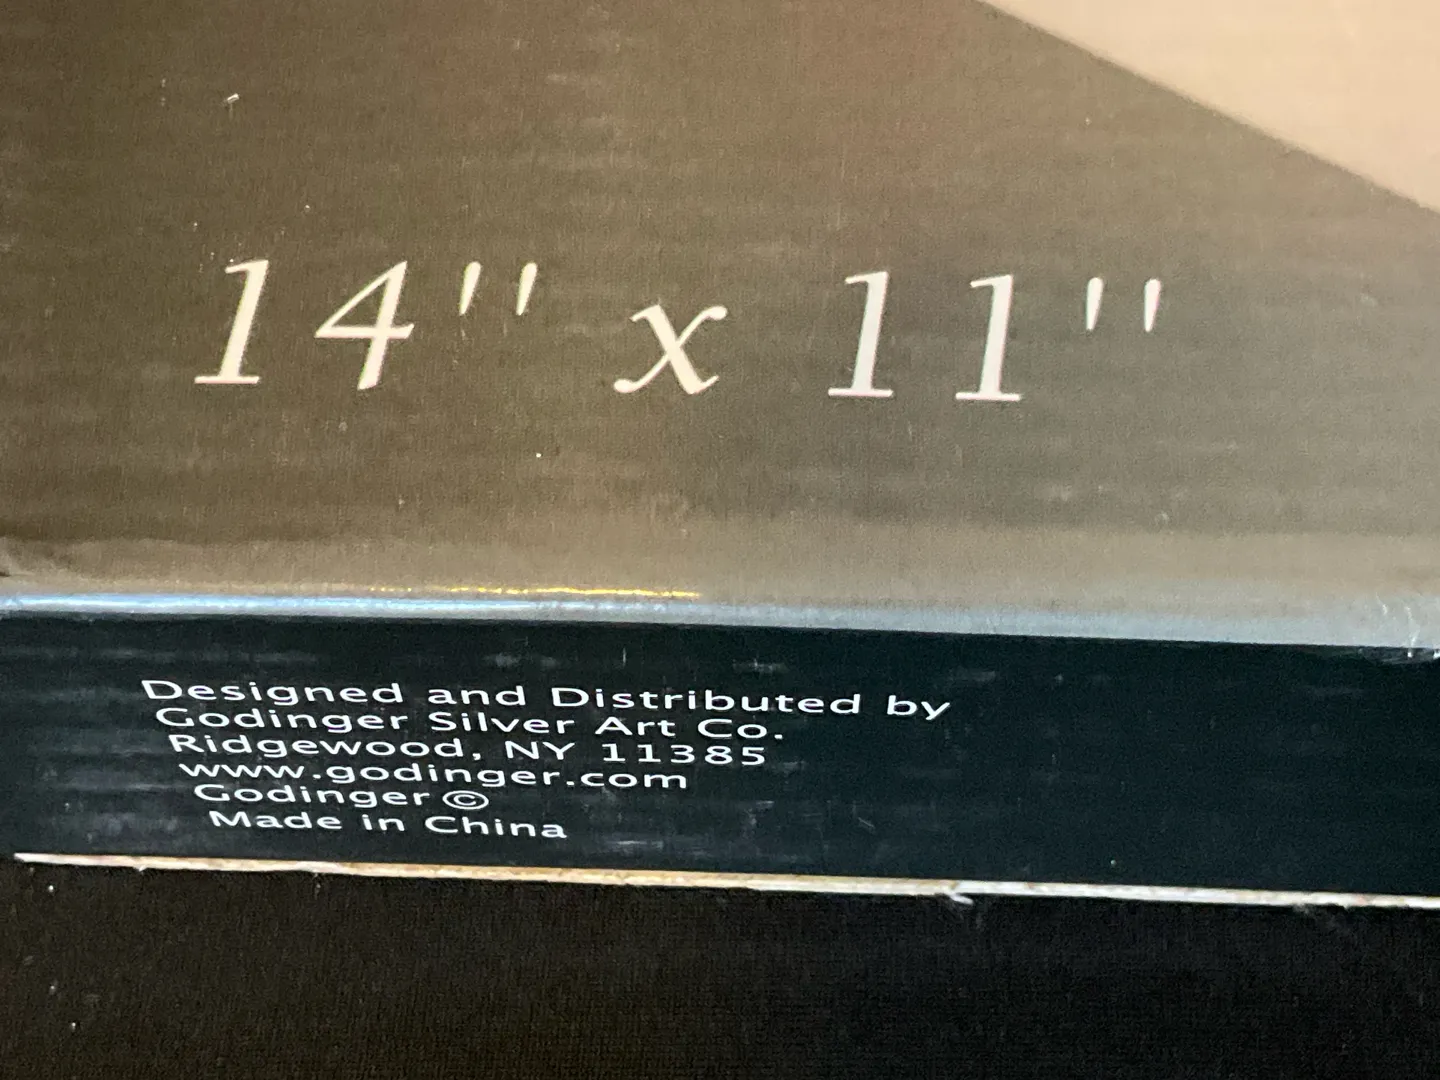 14" x 11"
Designed and Distributed by
Godinger Silver Art Co.
Ridgewood, NY 11385
www.godinger.com
Godinger ©
Made in China